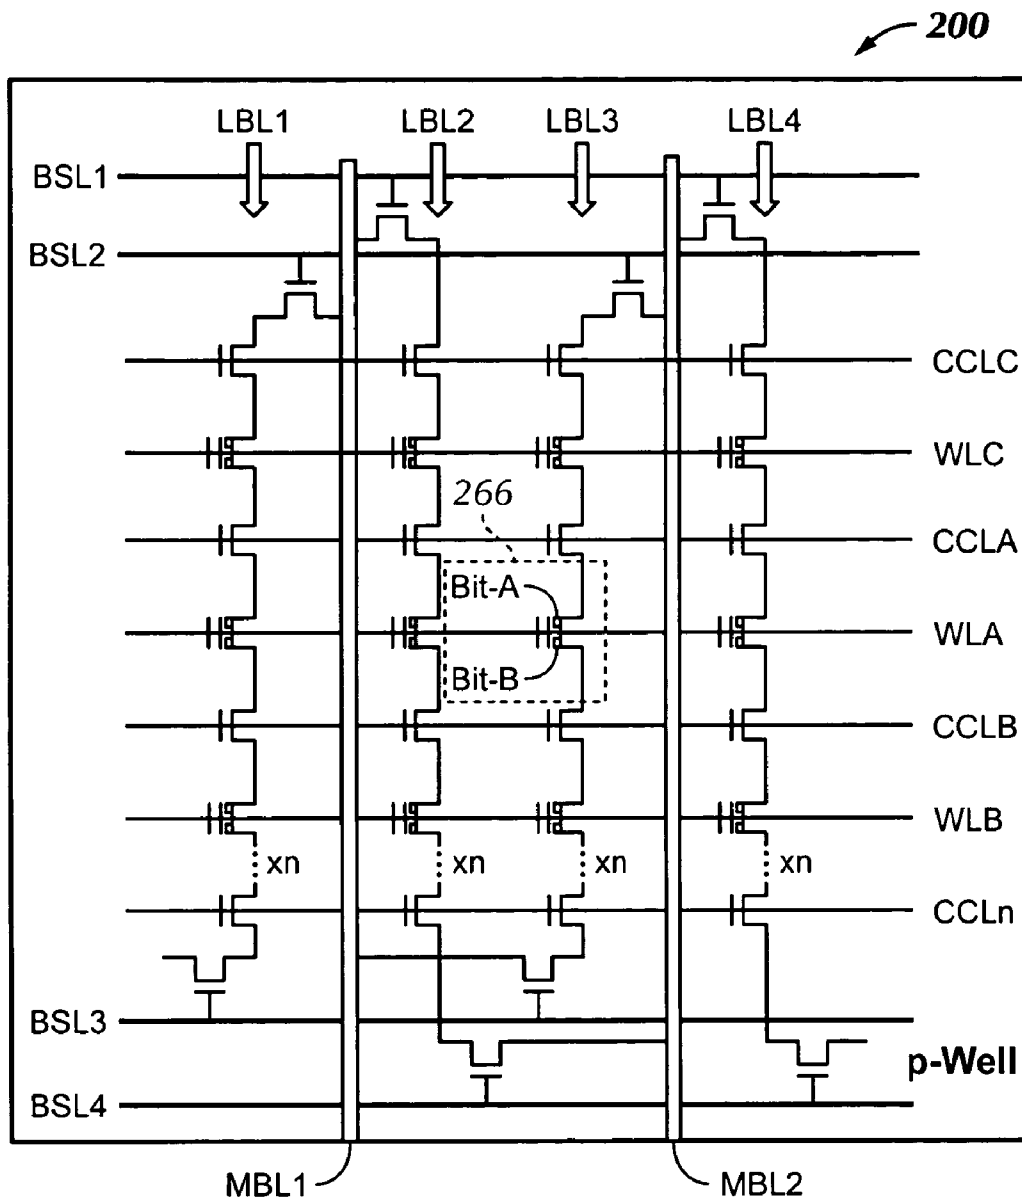 200
LBL1 LBL2 LBL3 LBL4
BSL1
BSL2
CCLC
WLC
266
CCLA
Bit-A
WLA
Bit-B
CCLB
WLB
xn xn xn xn
CCLn
BSL3
p-Well
BSL4
MBL1 MBL2